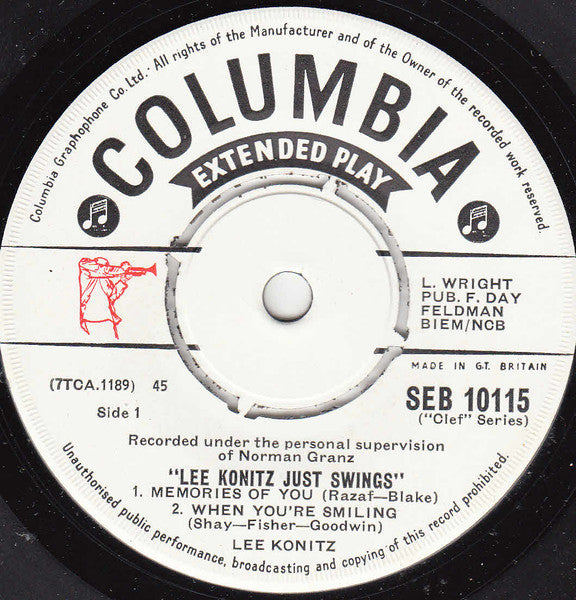 Columbia Graphophone Co. Ltd.· All rights of the Manufacturer and of the Owner of the recorded work reserved.
COLUMBIA
EXTENDED PLAY
L. WRIGHT
PUB. F. DAY
FELDMAN
BIEM/NCB
MADE IN GT. BRITAIN
(7TCA.1189) 45
SEB 10115
Side 1
("Clef" Series)
Recorded under the personal supervision
of Norman Granz
"LEE KONITZ JUST SWINGS"
1. MEMORIES OF YOU (Razaf—Blake)
2. WHEN YOU'RE SMILING
(Shay—Fisher—Goodwin)
LEE KONITZ
Unauthorised public performance, broadcasting and copying of this record prohibited.